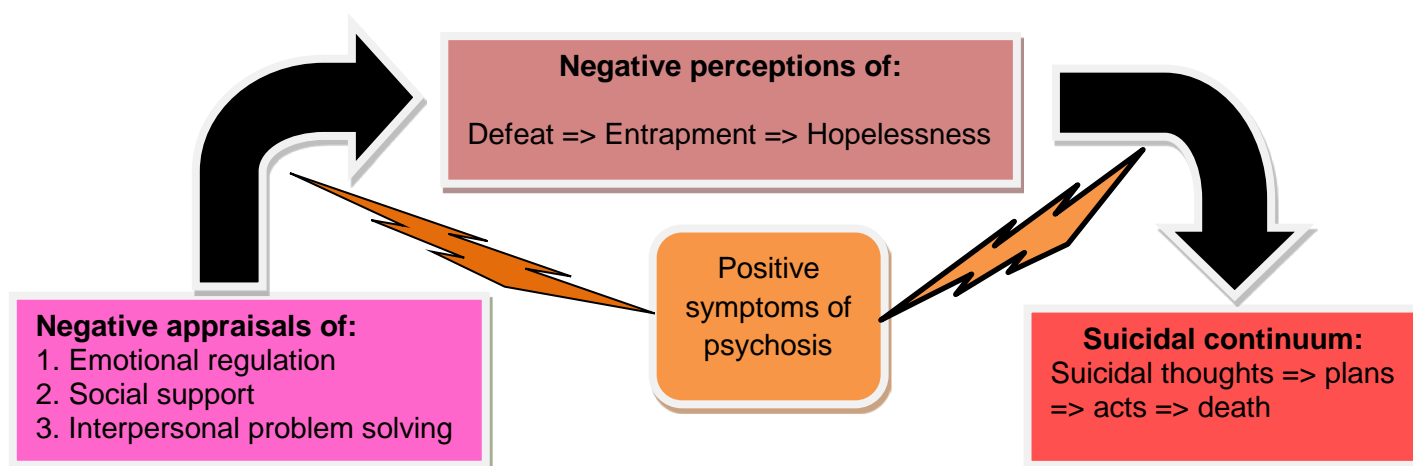 Negative perceptions of:
Defeat => Entrapment => Hopelessness
Positive
symptoms of
psychosis
Negative appraisals of:
1. Emotional regulation
2. Social support
3. Interpersonal problem solving
Suicidal continuum:
Suicidal thoughts => plans
=> acts => death